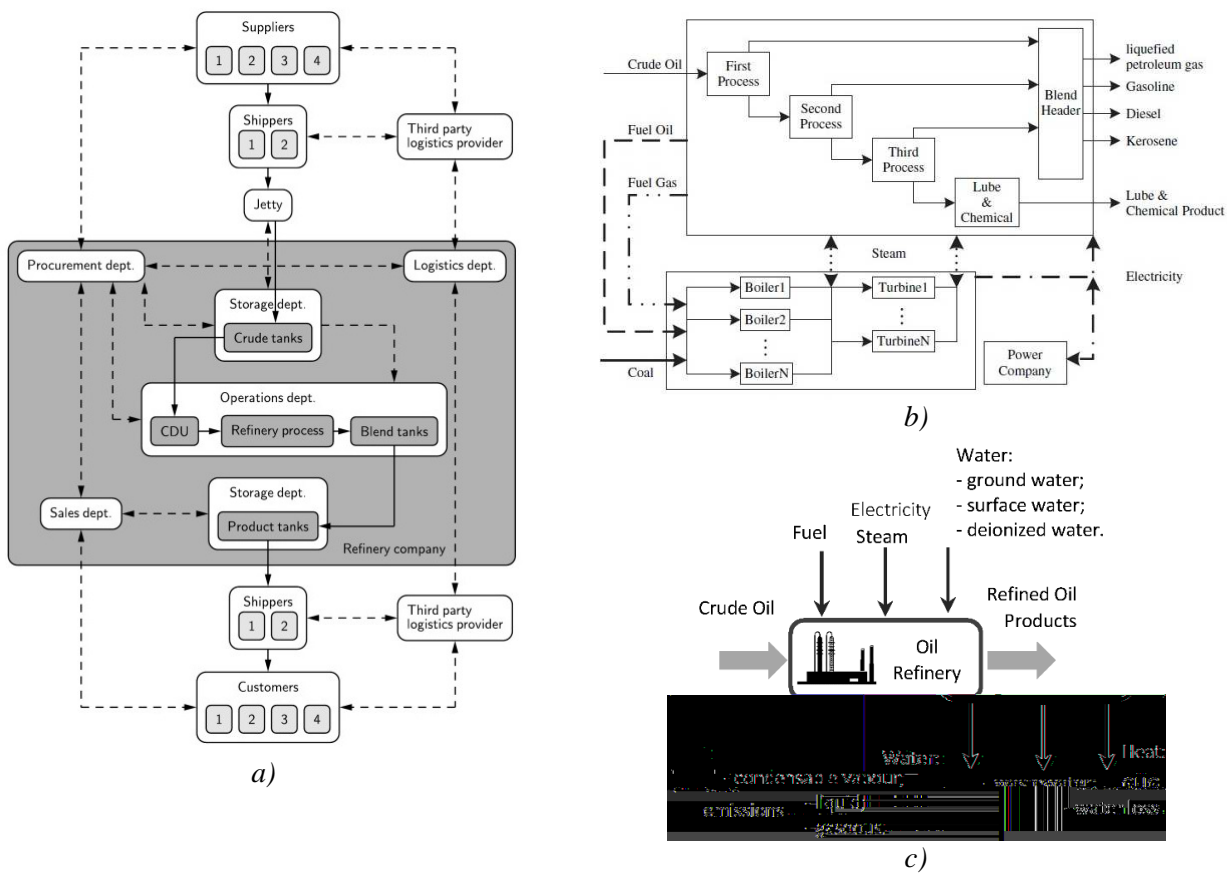 Suppliers
1 2 3 4
Shippers
1 2
Third party
logistics provider
Jetty
Procurement dept.
Logistics dept.
Storage dept.
Crude tanks
Operations dept.
CDU
Refinery process
Blend tanks
Storage dept.
Sales dept.
Product tanks
Refinery company
Shippers
1 2
Third party
logistics provider
Customers
1 2 3 4
a)
Crude Oil
First
Process
Second
Process
Third
Process
Lube
&
Chemical
Blend
Header
liquefied
petroleum gas
Gasoline
Diesel
Kerosene
Lube &
Chemical Product
Fuel Oil
Fuel Gas
Steam
Electricity
Coal
Boiler1
Boiler2
BoilerN
Turbine1
TurbineN
Power
Company
b)
Water:
- ground water;
- surface water;
- deionized water.
Electricity
Steam
Fuel
Crude Oil
Oil
Refinery
Refined Oil
Products
Water:
Heat:
emissions
c)